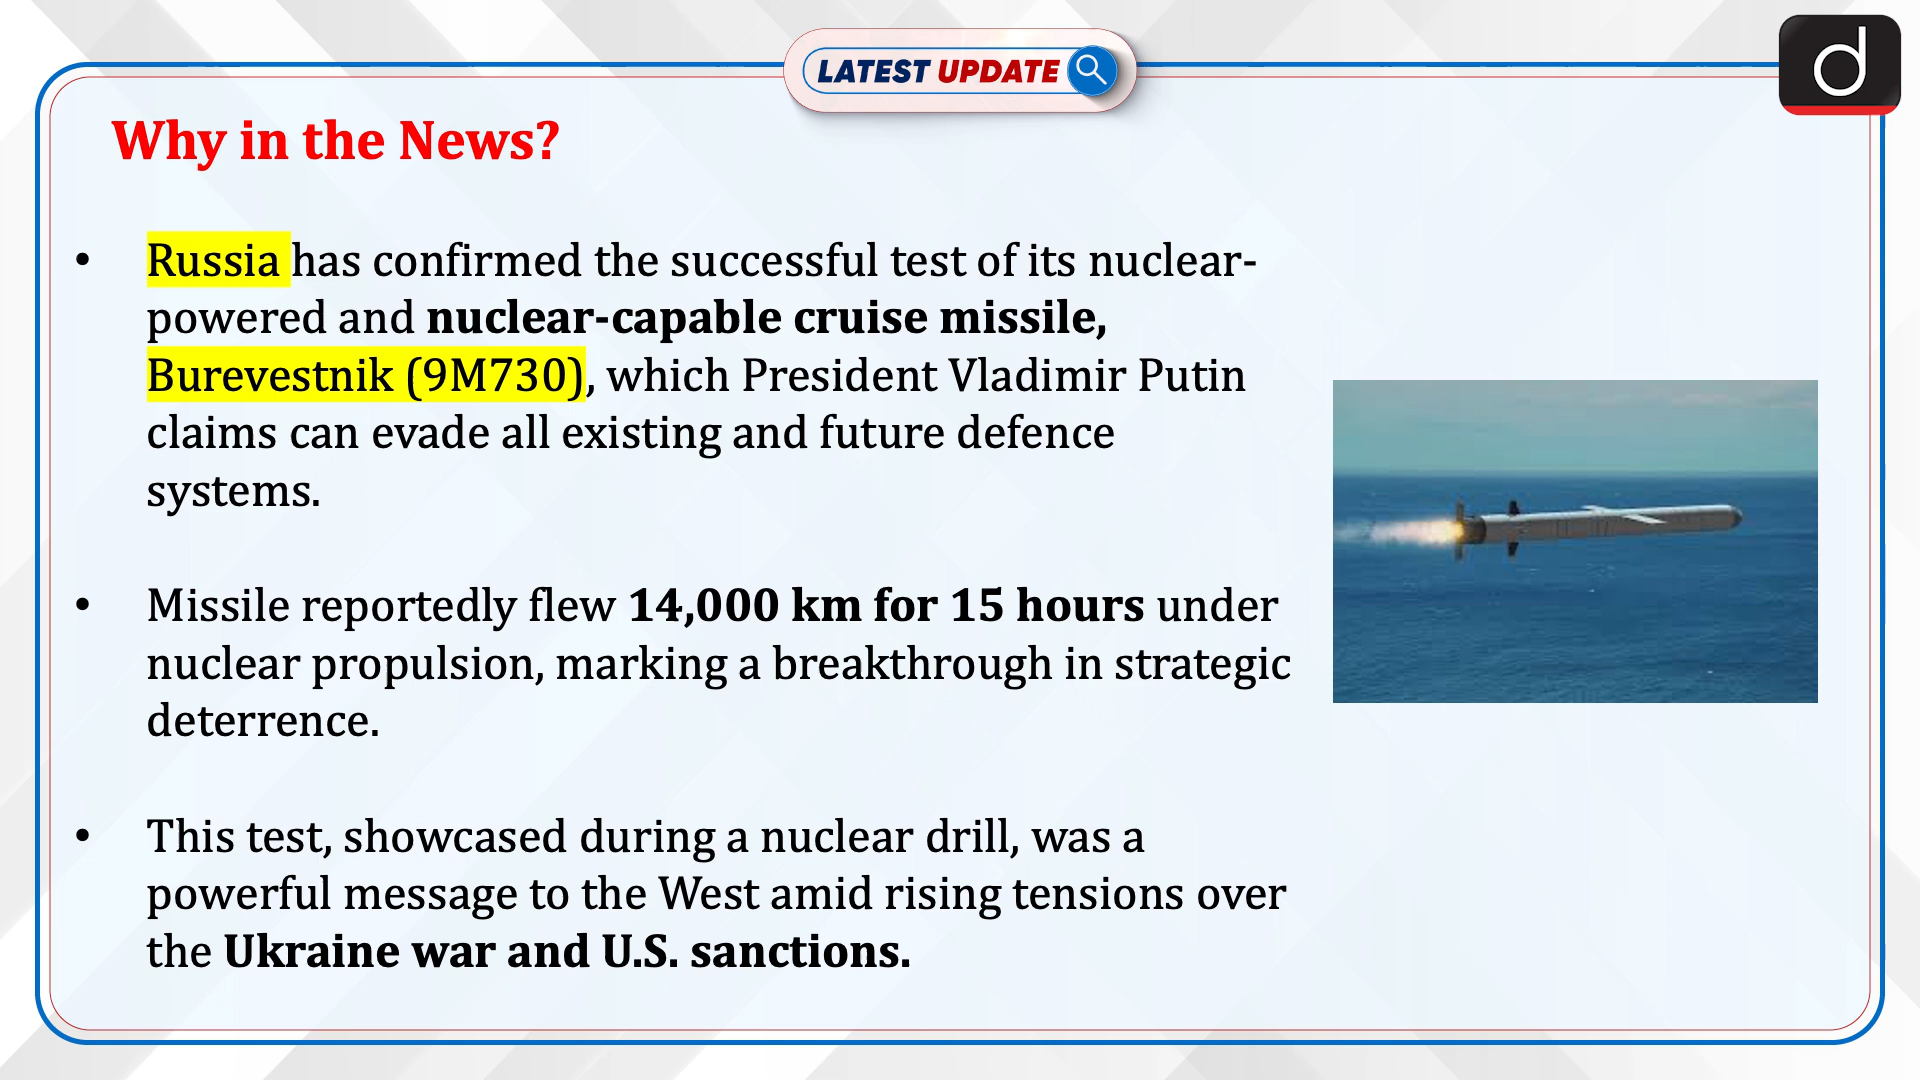 LATEST UPDATE
d
Why in the News?
• Russia has confirmed the successful test of its nuclear-
powered and nuclear-capable cruise missile,
Burevestnik (9M730), which President Vladimir Putin
claims can evade all existing and future defence
systems.
• Missile reportedly flew 14,000 km for 15 hours under
nuclear propulsion, marking a breakthrough in strategic
deterrence.
• This test, showcased during a nuclear drill, was a
powerful message to the West amid rising tensions over
the Ukraine war and U.S. sanctions.